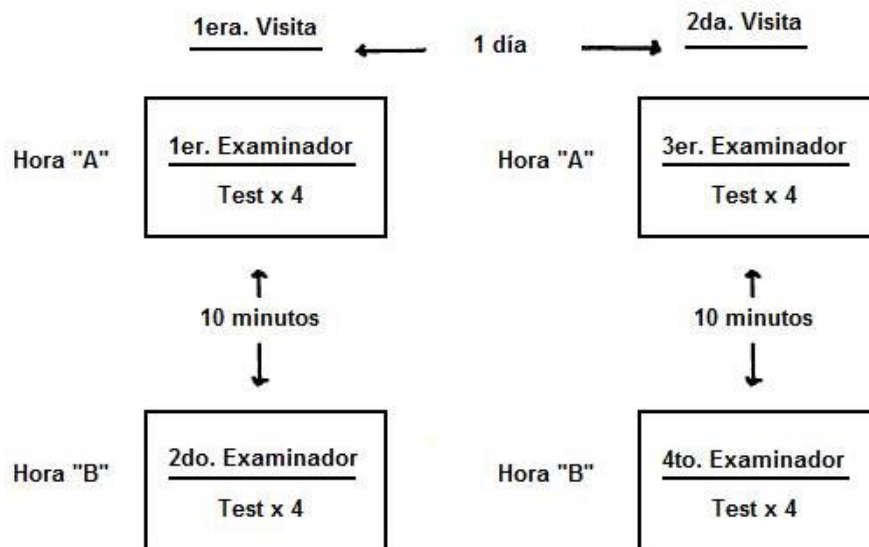 1era. Visita
1 día
2da. Visita
Hora "A"
1er. Examinador
Test x 4
Hora "A"
3er. Examinador
Test x 4
10 minutos
10 minutos
Hora "B"
2do. Examinador
Test x 4
Hora "B"
4to. Examinador
Test x 4